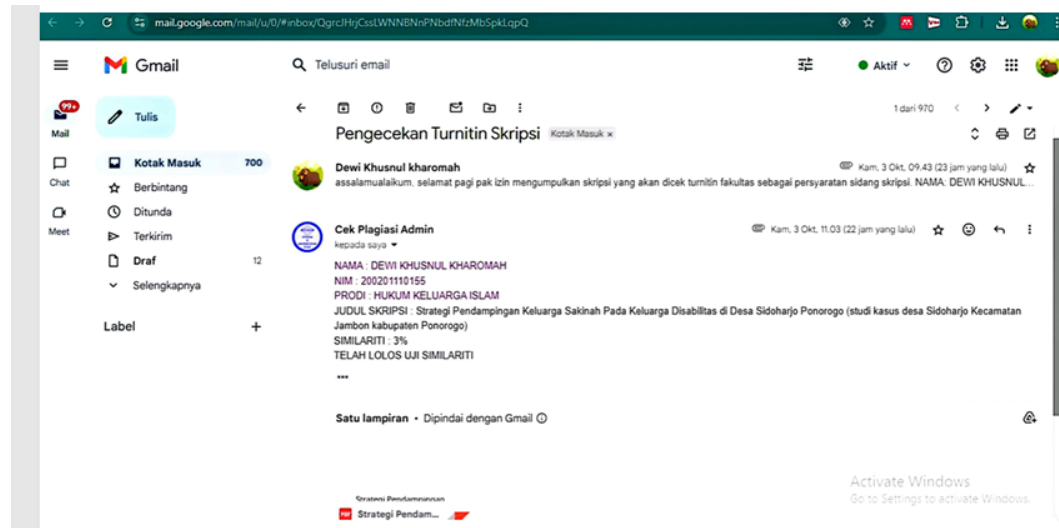 mail.google.com/mail/u/0/#inbox/QgrcJHrjCssLWNNBNnPNbdfNfzMbSpkLqpQ
Gmail
Telusuri email
Aktif
99+
Mail
Chat
Meet
Tulis
Kotak Masuk 700
Berbintang
Ditunda
Terkirim
Draf 12
Selengkapnya
Label +
1 dari 970
Pengecekan Turnitin Skripsi Kotak Masuk x
Dewi Khusnul kharomah Kam, 3 Okt, 09.43 (23 jam yang lalu)
assalamualaikum, selamat pagi pak izin mengumpulkan skripsi yang akan dicek turnitin fakultas sebagai persyaratan sidang skripsi. NAMA: DEWI KHUSNUL...
Cek Plagiasi Admin Kam, 3 Okt, 11.03 (22 jam yang lalu)
kepada saya
NAMA : DEWI KHUSNUL KHAROMAH
NIM : 200201110155
PRODI : HUKUM KELUARGA ISLAM
JUDUL SKRIPSI : Strategi Pendampingan Keluarga Sakinah Pada Keluarga Disabilitas di Desa Sidoharjo Ponorogo (studi kasus desa Sidoharjo Kecamatan
Jambon kabupaten Ponorogo)
SIMILARITI : 3%
TELAH LOLOS UJI SIMILARITI
Satu lampiran • Dipindai dengan Gmail
Activate Windows
Go to Settings to activate Windows.
Strategi Pendampingan
PDF Strategi Pendam...